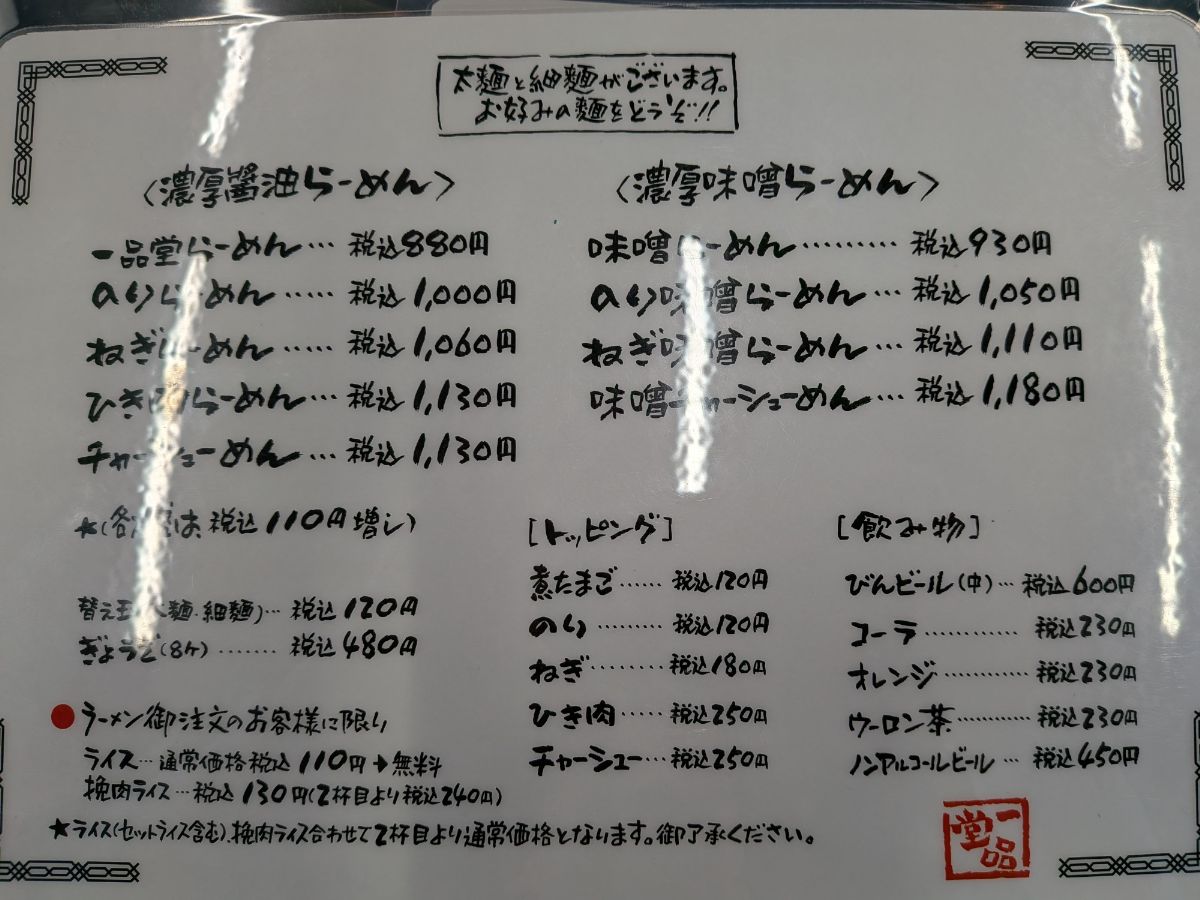 太麺と細麺がございます。
お好みの麺をどうぞ!!
〈濃厚醤油らーめん〉
一品堂らーめん… 税込880円
のりらーめん…… 税込1,000円
ねぎらーめん…… 税込1,060円
ひき肉らーめん… 税込1,130円
チャーシューめん… 税込1,130円
★(各 は、税込110円増し)
替え玉(太麺・細麺)… 税込120円
ぎょうざ(8ケ)……… 税込480円
●ラーメン御注文のお客様に限り
ライス…通常価格税込110円→無料
挽肉ライス…税込130円(2杯目より税込240円)
★ライス(セットライス含む)、挽肉ライス合わせて2杯目より通常価格となります。御了承ください。
〈濃厚味噌らーめん〉
味噌らーめん……… 税込930円
のり味噌らーめん… 税込1,050円
ねぎ味噌らーめん… 税込1,110円
味噌チャーシューめん… 税込1,180円
[トッピング]
煮たまご…… 税込120円
のり……… 税込120円
ねぎ……… 税込180円
ひき肉…… 税込250円
チャーシュー… 税込250円
[飲み物]
びんビール(中)… 税込600円
コーラ………… 税込230円
オレンジ……… 税込230円
ウーロン茶……… 税込230円
ノンアルコールビール… 税込450円
一品堂